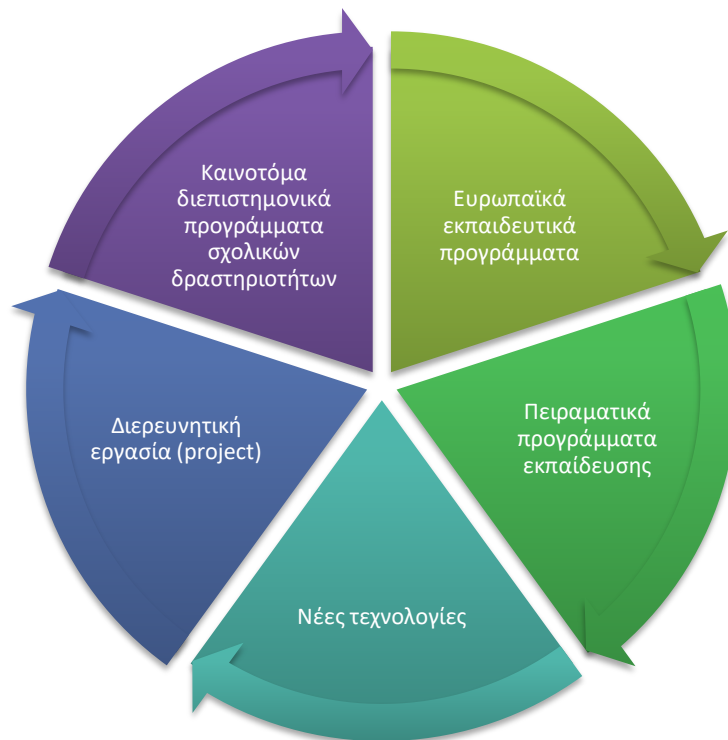 Καινοτόμα
διεπιστημονικά
προγράμματα
σχολικών
δραστηριοτήτων
Ευρωπαϊκά
εκπαιδευτικά
προγράμματα
Πειραματικά
προγράμματα
εκπαίδευσης
Νέες τεχνολογίες
Διερευνητική
εργασία (project)